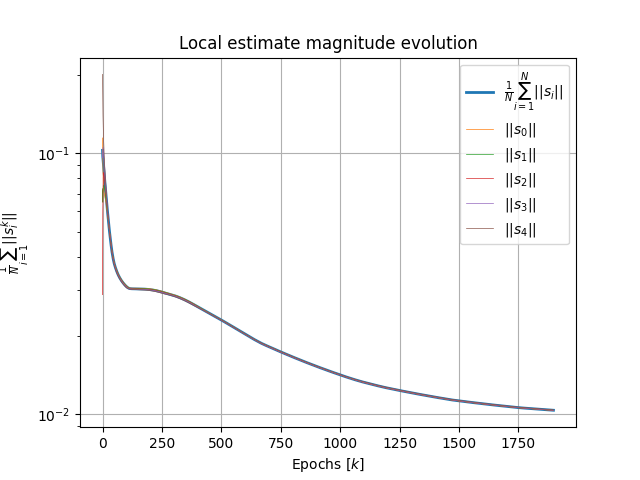 Local estimate magnitude evolution
1/N ∑_{i=1}^{N} ||s_i||
||s_0||
||s_1||
||s_2||
||s_3||
||s_4||
10^{-1}
10^{-2}
1/N ∑_{i=1} ||s_i^k||
0 250 500 750 1000 1250 1500 1750
Epochs [k]